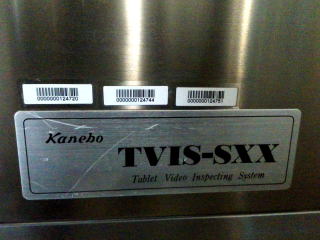 0000000124720 0000000124744 0000000124751
Kanebo
TVIS-SXX
Tablet Video Inspecting System